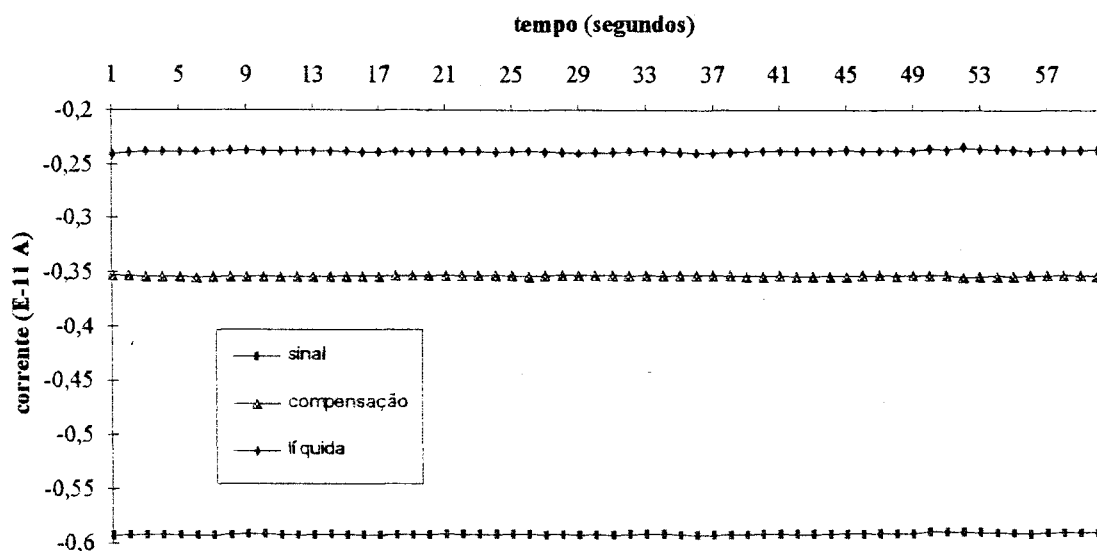 tempo (segundos)
1 5 9 13 17 21 25 29 33 37 41 45 49 53 57
-0,2
-0,25
-0,3
-0,35
-0,4
-0,45
-0,5
-0,55
-0,6
corrente (E-11 A)
sinal
compensação
líquida